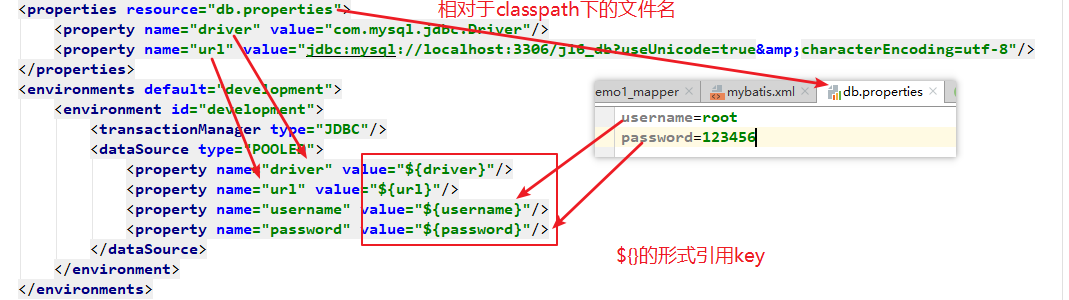 <properties resource="db.properties">
相对于classpath下的文件名
<property name="driver" value="com.mysql.jdbc.Driver"/>
<property name="url" value="jdbc:mysql://localhost:3306/j16_db?useUnicode=true&amp;characterEncoding=utf-8"/>
</properties>
<environments default="development">
<environment id="development">
<transactionManager type="JDBC"/>
<dataSource type="POOLED">
<property name="driver" value="${driver}"/>
<property name="url" value="${url}"/>
<property name="username" value="${username}"/>
<property name="password" value="${password}"/>
</dataSource>
</environment>
</environments>
emo1_mapper
mybatis.xml
db.properties
username=root
password=123456
${}的形式引用key